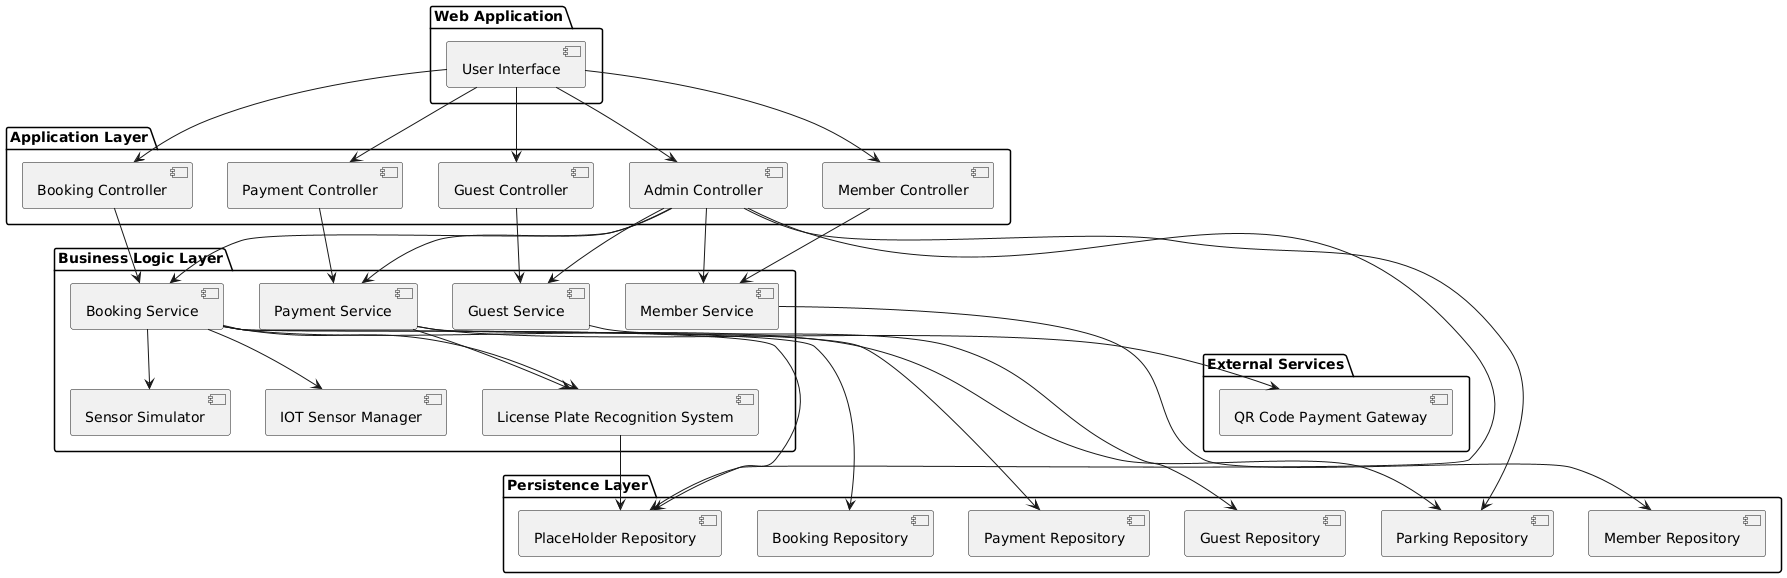 Web Application
User Interface
Application Layer
Booking Controller
Payment Controller
Guest Controller
Admin Controller
Member Controller
Business Logic Layer
Booking Service
Payment Service
Guest Service
Member Service
External Services
Sensor Simulator
IOT Sensor Manager
License Plate Recognition System
QR Code Payment Gateway
Persistence Layer
PlaceHolder Repository
Booking Repository
Payment Repository
Guest Repository
Parking Repository
Member Repository